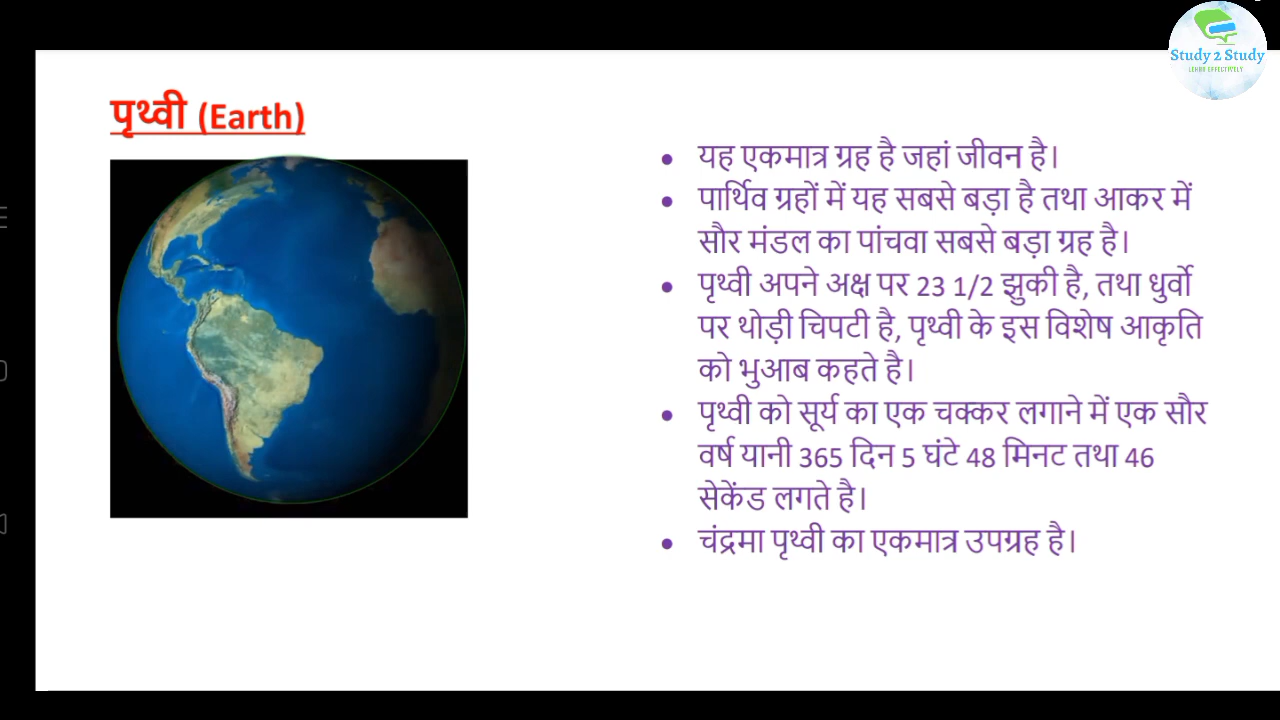 Study 2 Study
LEARN EFFECTIVELY
पृथ्वी (Earth)
• यह एकमात्र ग्रह है जहां जीवन है।
• पार्थिव ग्रहों में यह सबसे बड़ा है तथा आकर में
सौर मंडल का पांचवा सबसे बड़ा ग्रह है।
• पृथ्वी अपने अक्ष पर 23 1/2 झुकी है, तथा धुर्वो
पर थोड़ी चिपटी है, पृथ्वी के इस विशेष आकृति
को भुआब कहते है।
• पृथ्वी को सूर्य का एक चक्कर लगाने में एक सौर
वर्ष यानी 365 दिन 5 घंटे 48 मिनट तथा 46
सेकेंड लगते है।
• चंद्रमा पृथ्वी का एकमात्र उपग्रह है।